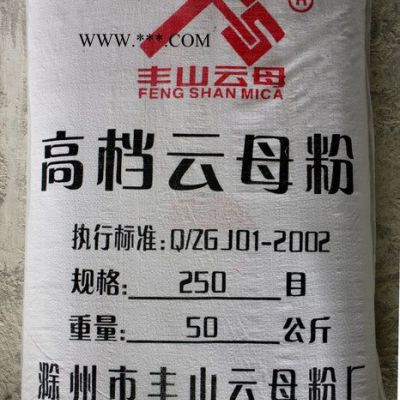 ®
WWW.***.COM
丰山云母
FENG SHAN MICA
高档云母粉
执行标准:Q/ZGJ01-2002
规格: 250 目
重量: 50 公斤
滁州市丰山云母粉厂